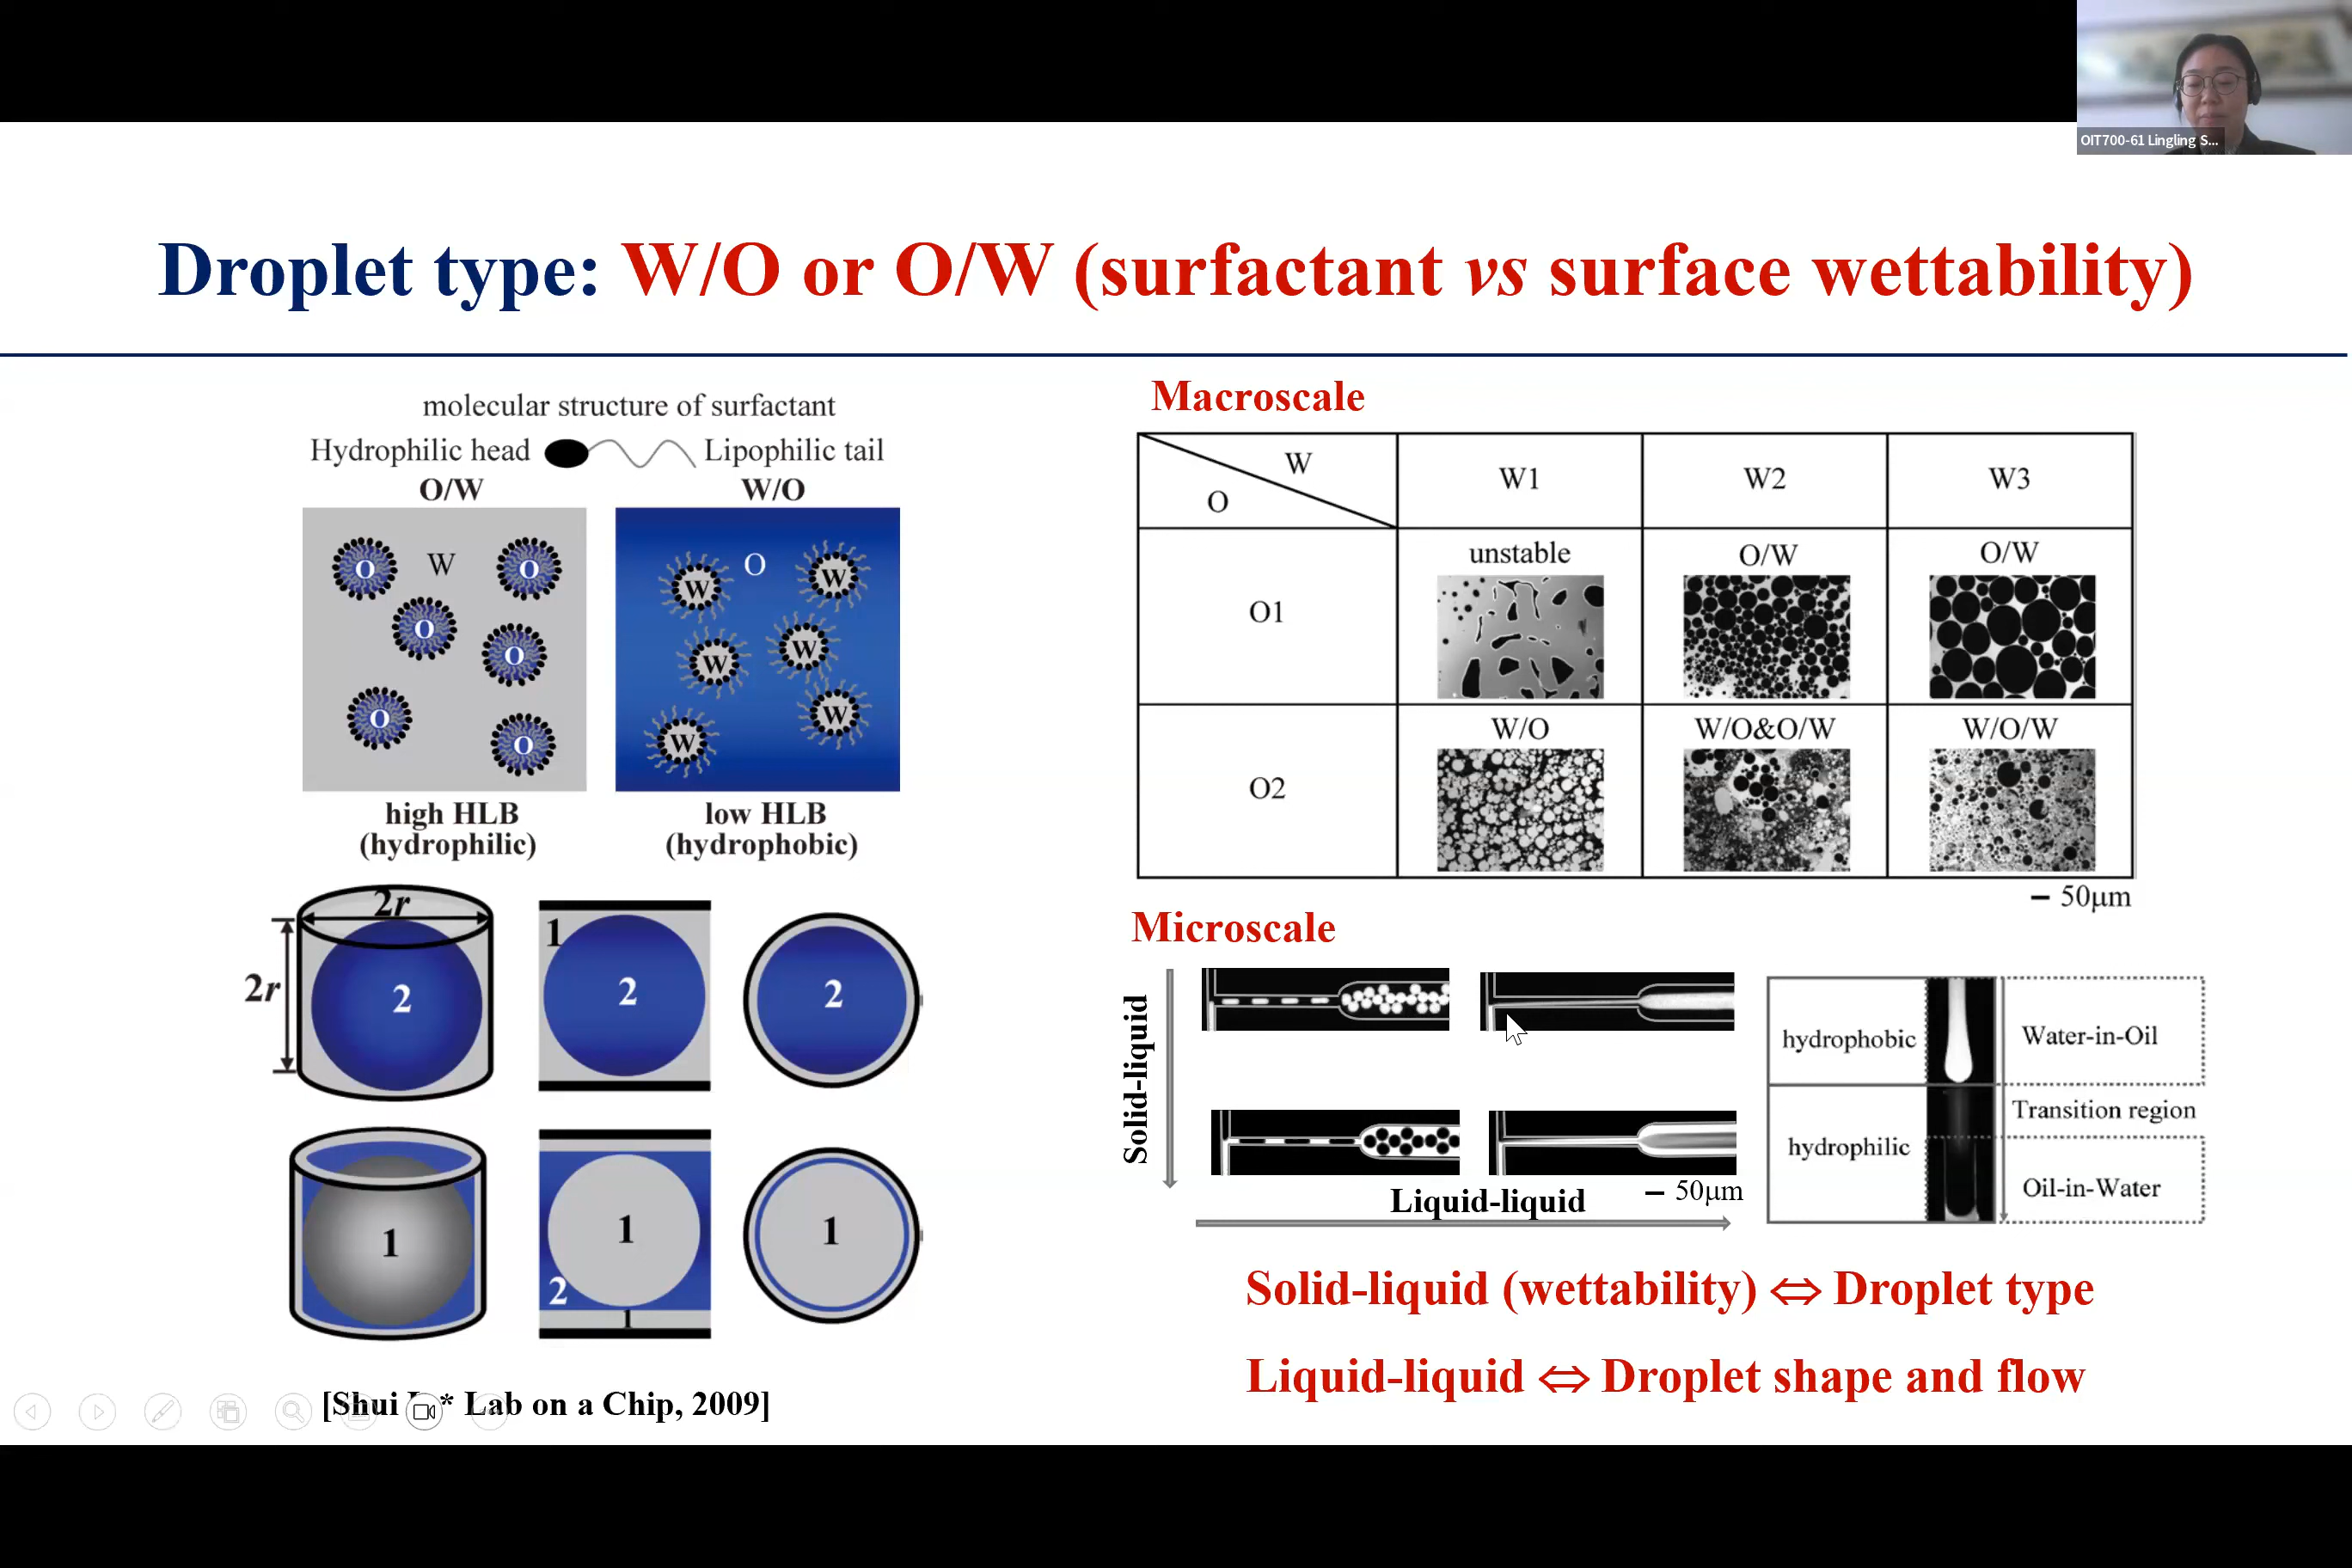 OIT700-61 Lingling S...
Droplet type: W/O or O/W (surfactant vs surface wettability)
molecular structure of surfactant
Hydrophilic head Lipophilic tail
O/W W/O
O W O
O
O
O
O
O W
W
W
W
W
W
high HLB low HLB
(hydrophilic) (hydrophobic)
2r
2r
2
1
2
2
1
1
2
1
1
[Shui * Lab on a Chip, 2009]
Macroscale
W
O
W1 W2 W3
O1
unstable O/W O/W
O2
W/O W/O&O/W W/O/W
50μm
Microscale
Solid-liquid
Liquid-liquid
50μm
hydrophobic
hydrophilic
Water-in-Oil
Transition region
Oil-in-Water
Solid-liquid (wettability) ⇔ Droplet type
Liquid-liquid ⇔ Droplet shape and flow